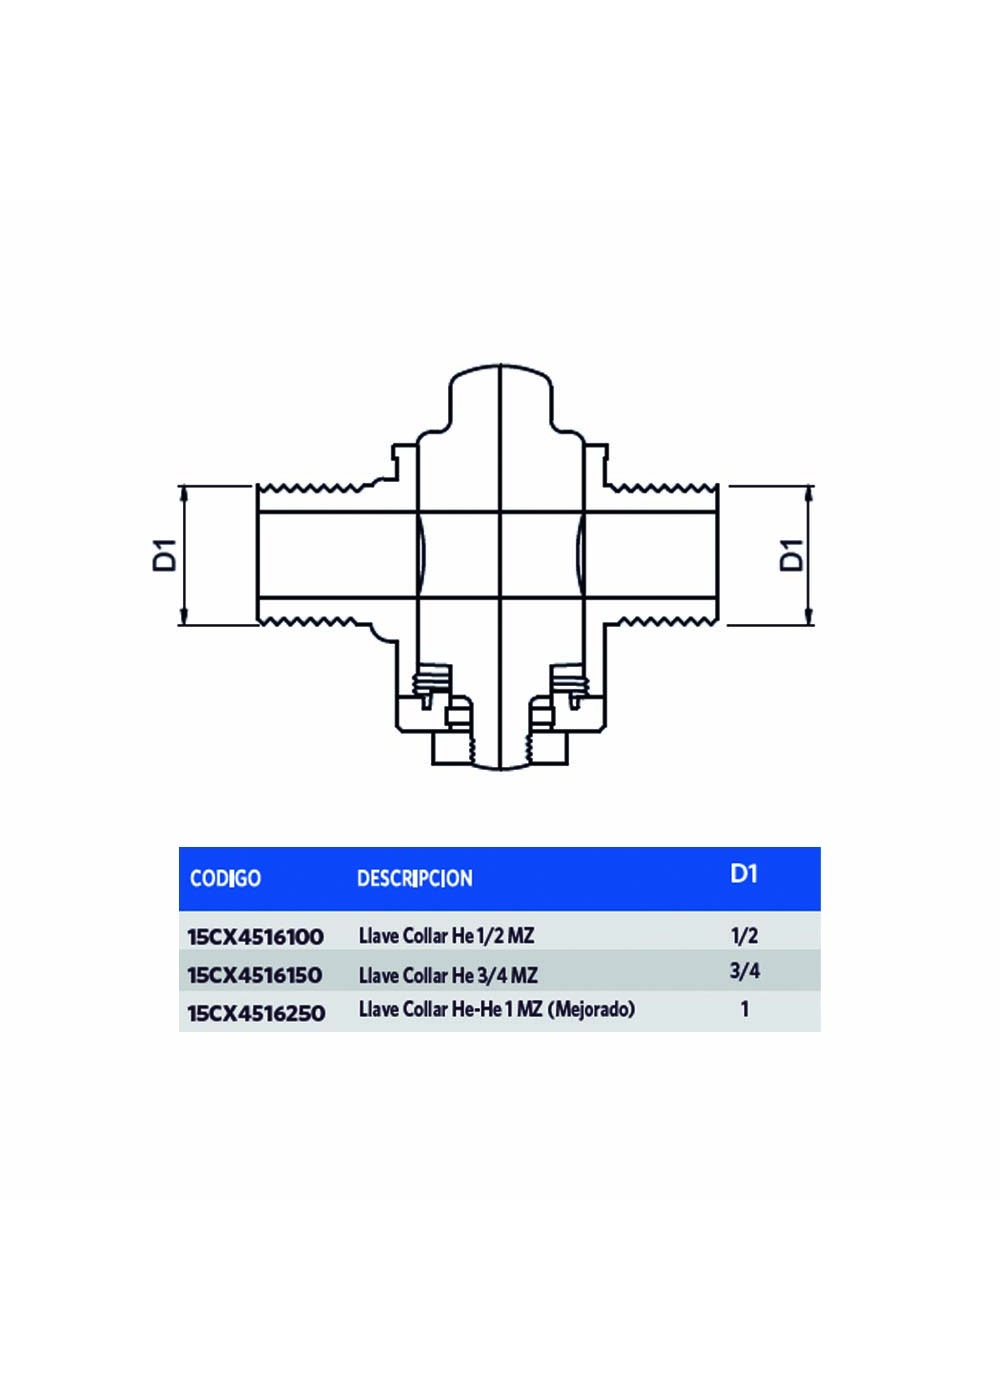 D1 D1
CODIGO DESCRIPCION D1
15CX4516100 Llave Collar He 1/2 MZ 1/2
15CX4516150 Llave Collar He 3/4 MZ 3/4
15CX4516250 Llave Collar He-He 1 MZ (Mejorado) 1